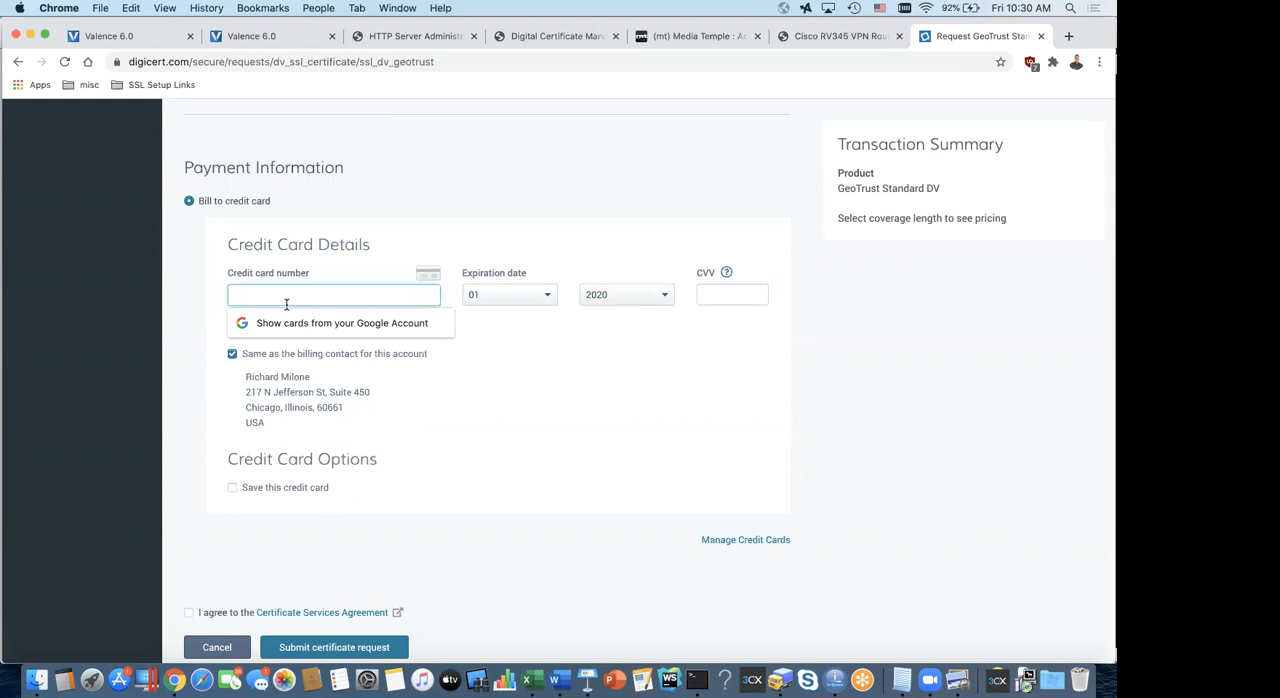 Chrome File Edit View History Bookmarks People Tab Window Help 92% Fri 10:30 AM
Valence 6.0 Valence 6.0 HTTP Server Administr Digital Certificate Man (mt) Media Temple : Ac Cisco RV345 VPN Rou Request GeoTrust Stan
digicert.com/secure/requests/dv_ssl_certificate/ssl_dv_geotrust
Apps misc SSL Setup Links
Transaction Summary
Product
GeoTrust Standard DV
Select coverage length to see pricing
Payment Information
Bill to credit card
Credit Card Details
Credit card number Expiration date CVV ?
01 2020
Show cards from your Google Account
Same as the billing contact for this account
Richard Milone
217 N Jefferson St, Suite 450
Chicago, Illinois, 60661
USA
Credit Card Options
Save this credit card
Manage Credit Cards
I agree to the Certificate Services Agreement
Cancel Submit certificate request